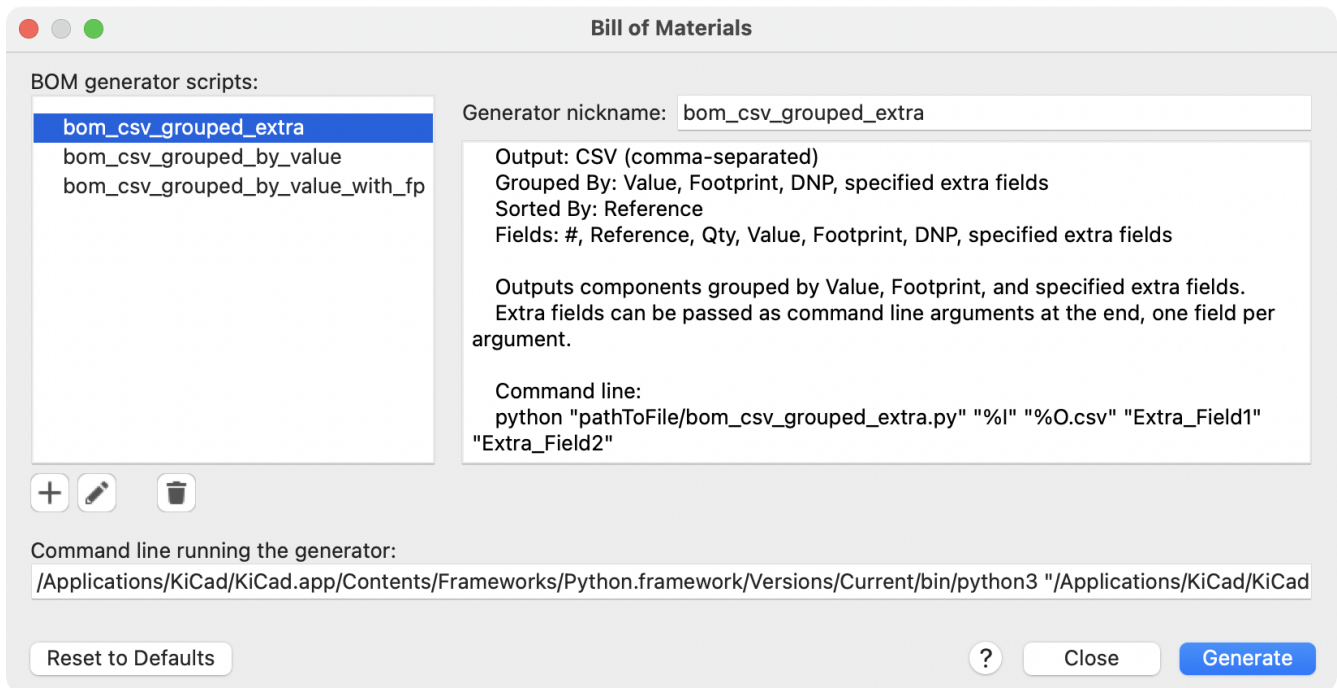 Bill of Materials
BOM generator scripts:
bom_csv_grouped_extra
bom_csv_grouped_by_value
bom_csv_grouped_by_value_with_fp
Generator nickname: bom_csv_grouped_extra
Output: CSV (comma-separated)
Grouped By: Value, Footprint, DNP, specified extra fields
Sorted By: Reference
Fields: #, Reference, Qty, Value, Footprint, DNP, specified extra fields
Outputs components grouped by Value, Footprint, and specified extra fields.
Extra fields can be passed as command line arguments at the end, one field per
argument.
Command line:
python "pathToFile/bom_csv_grouped_extra.py" "%I" "%O.csv" "Extra_Field1"
"Extra_Field2"
Command line running the generator:
/Applications/KiCad/KiCad.app/Contents/Frameworks/Python.framework/Versions/Current/bin/python3 "/Applications/KiCad/KiCad
Reset to Defaults
?
Close
Generate